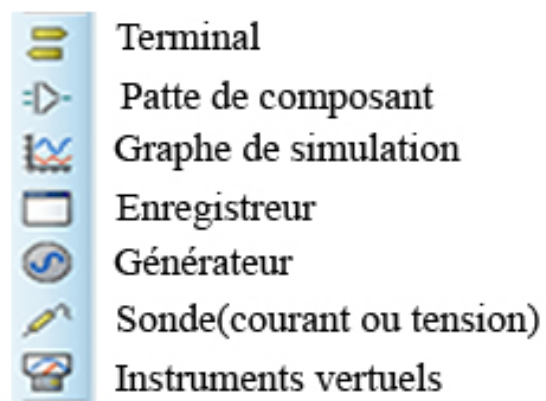 Terminal
Patte de composant
Graphe de simulation
Enregistreur
Générateur
Sonde(courant ou tension)
Instruments vertuels